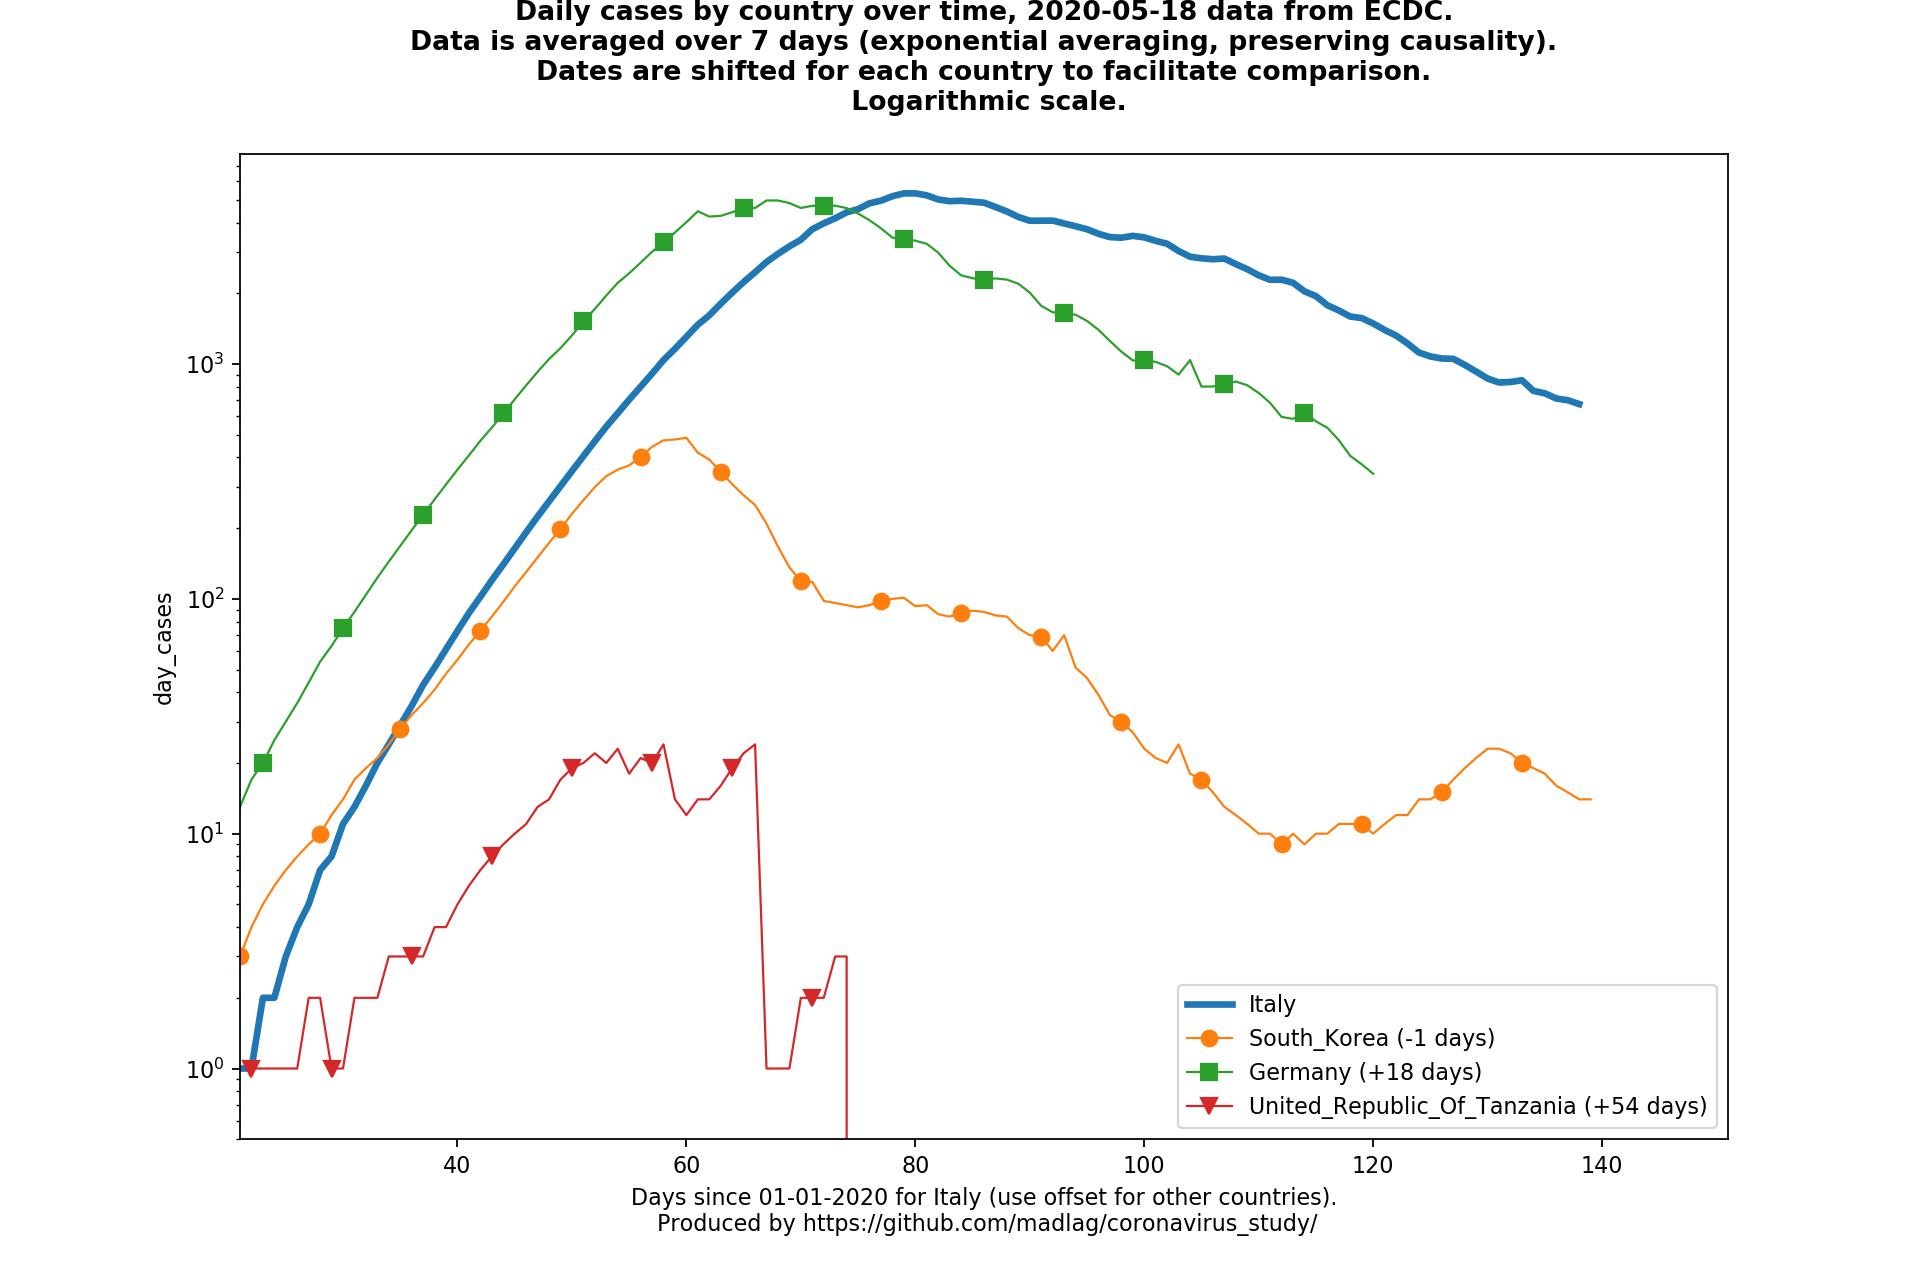 Daily cases by country over time, 2020-05-18 data from ECDC.
Data is averaged over 7 days (exponential averaging, preserving causality).
Dates are shifted for each country to facilitate comparison.
Logarithmic scale.
day_cases
10³
10²
10¹
10⁰
Italy
South_Korea (-1 days)
Germany (+18 days)
United_Republic_Of_Tanzania (+54 days)
40 60 80 100 120 140
Days since 01-01-2020 for Italy (use offset for other countries).
Produced by https://github.com/madlag/coronavirus_study/